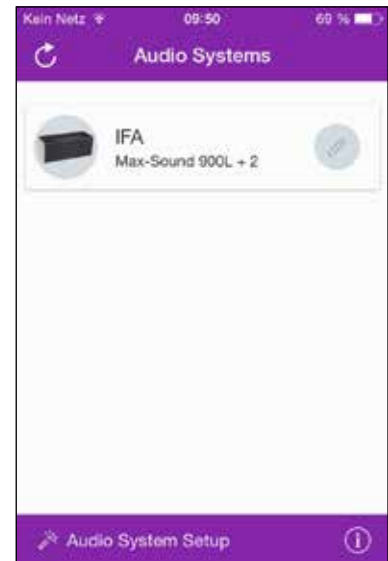 Kein Netz 09:50 69 %
Audio Systems
IFA
Max-Sound 900L + 2
Audio System Setup